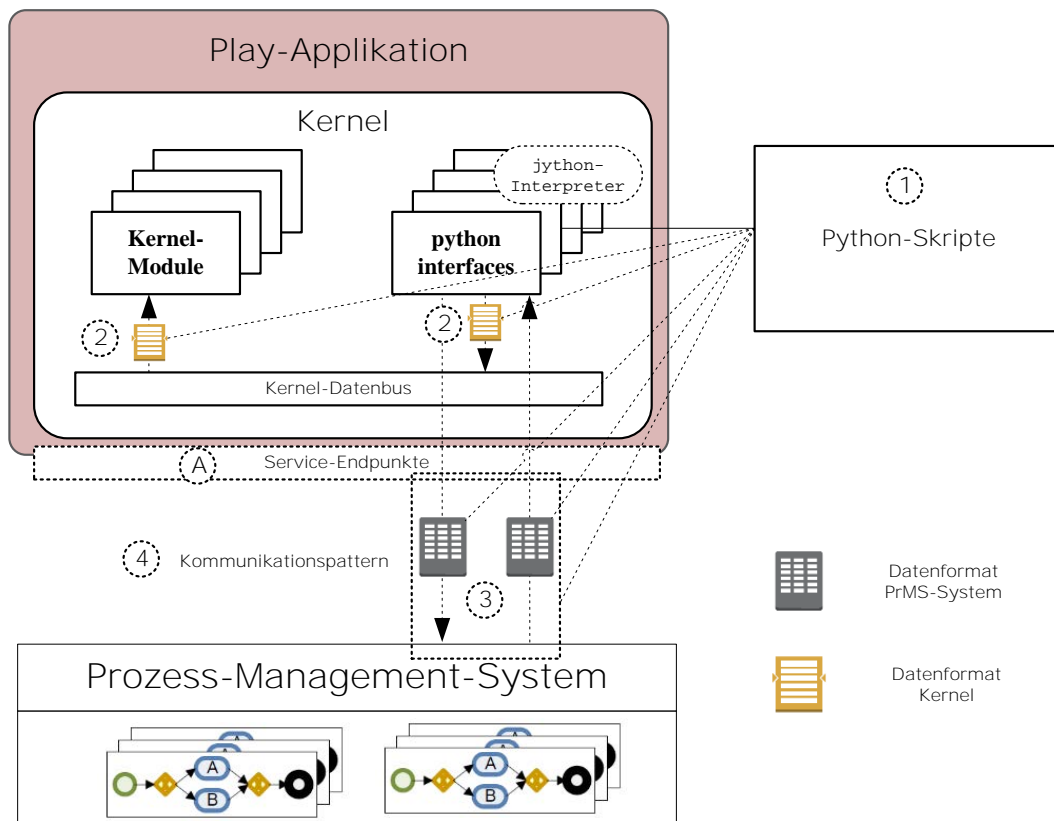 Play-Applikation
Kernel
jython-
Interpreter
Kernel-
Module
python
interfaces
1
Python-Skripte
2
2
Kernel-Datenbus
A
Service-Endpunkte
4
Kommunikationspattern
3
Datenformat
PrMS-System
Prozess-Management-System
Datenformat
Kernel
A
B
A
B